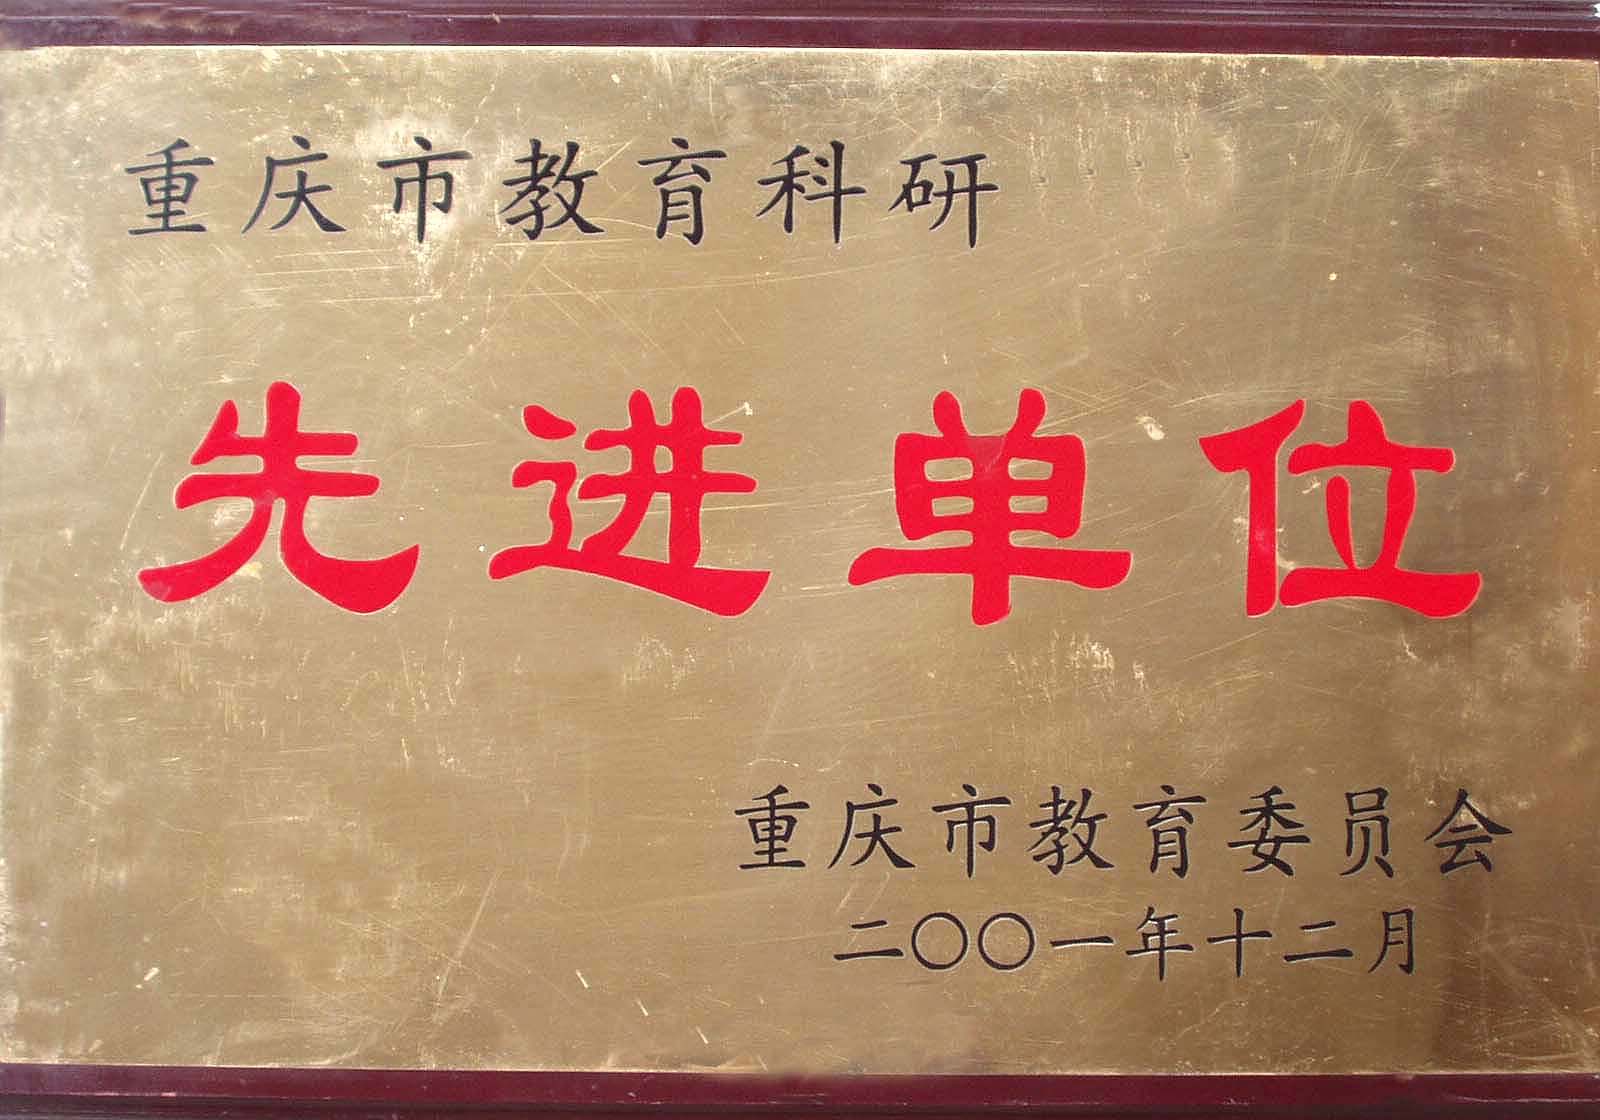 重庆市教育科研
先进单位
重庆市教育委员会
二〇〇一年十二月